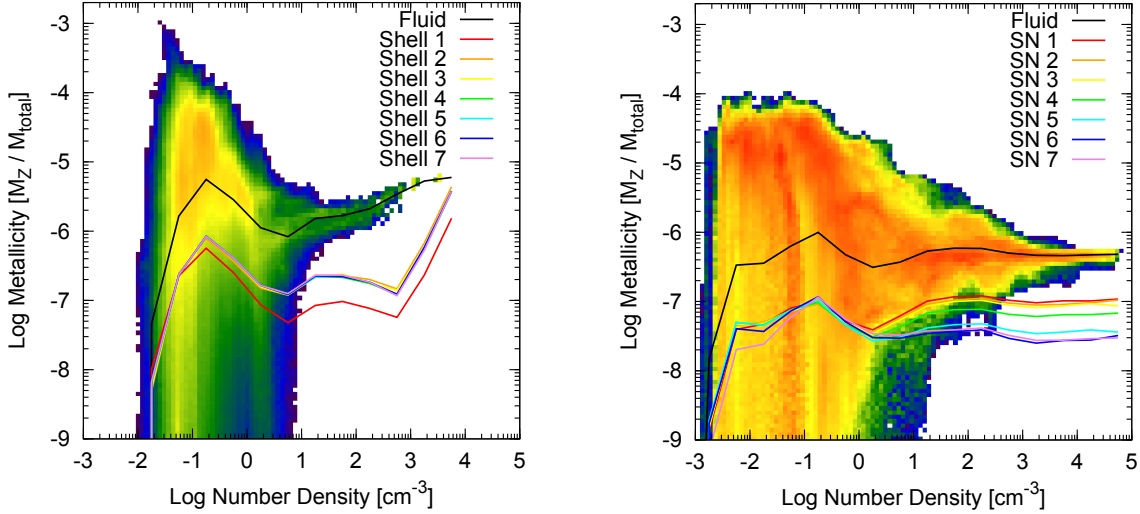 Log Metallicity [M_Z / M_total]
-3
-4
-5
-6
-7
-8
-9
Fluid
Shell 1
Shell 2
Shell 3
Shell 4
Shell 5
Shell 6
Shell 7
-3 -2 -1 0 1 2 3 4 5
Log Number Density [cm^-3]
Log Metallicity [M_Z / M_total]
-3
-4
-5
-6
-7
-8
-9
Fluid
SN 1
SN 2
SN 3
SN 4
SN 5
SN 6
SN 7
-3 -2 -1 0 1 2 3 4 5
Log Number Density [cm^-3]